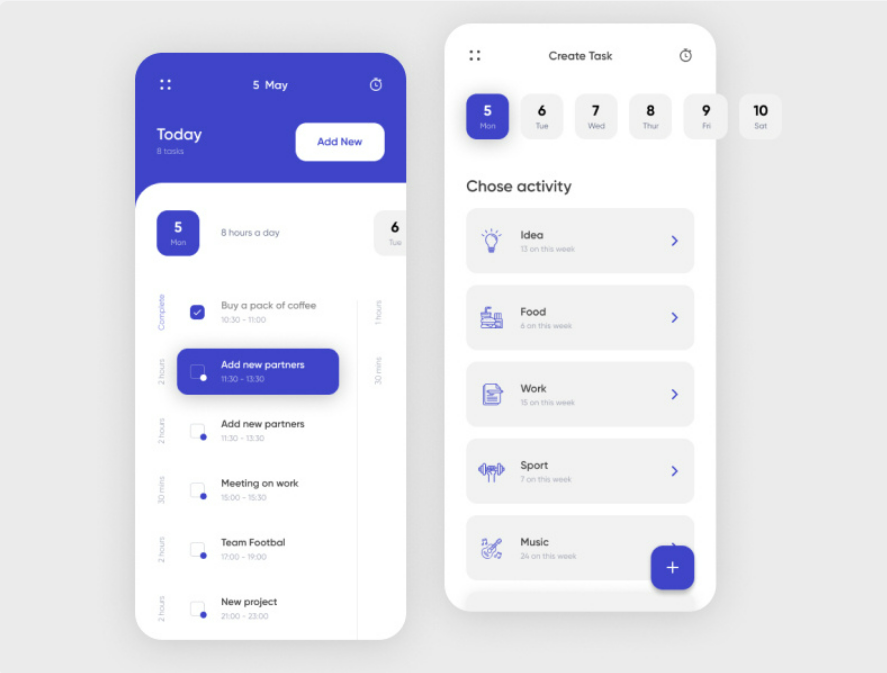 5 May
Today
8 tasks
Add New
5
Mon
8 hours a day
6
Tue
Complete
Buy a pack of coffee
10:30 - 11:00
1 hours
2 hours
Add new partners
11:30 - 13:30
30 mins
2 hours
Add new partners
11:30 - 13:30
30 mins
Meeting on work
15:00 - 15:30
2 hours
Team Footbal
17:00 - 19:00
2 hours
New project
21:00 - 23:00
Create Task
5
Mon
6
Tue
7
Wed
8
Thur
9
Fri
10
Sat
Chose activity
Idea
13 on this week
Food
6 on this week
Work
15 on this week
Sport
7 on this week
Music
24 on this week
+